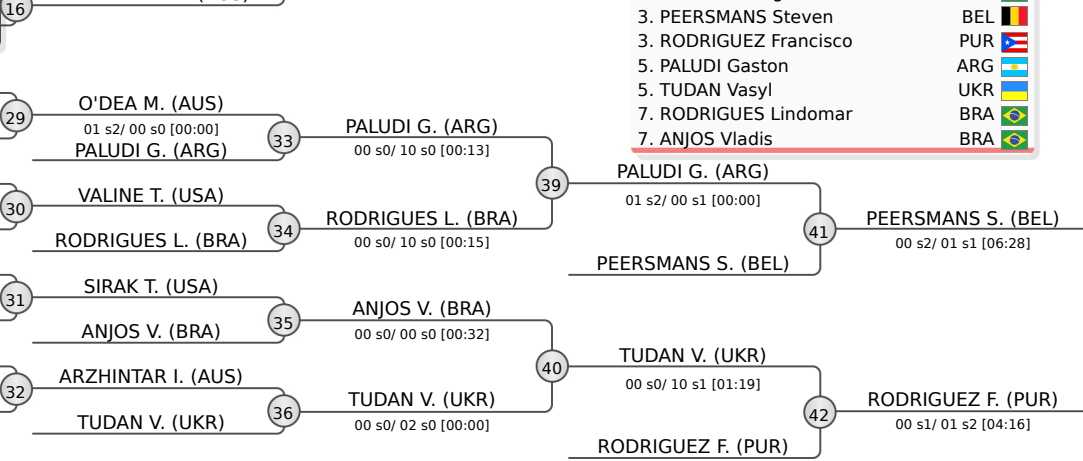 16
3. PEERSMANS Steven BEL
3. RODRIGUEZ Francisco PUR
5. PALUDI Gaston ARG
5. TUDAN Vasyl UKR
7. RODRIGUES Lindomar BRA
7. ANJOS Vladis BRA
29
O'DEA M. (AUS)
01 s2/ 00 s0 [00:00]
PALUDI G. (ARG)
33
PALUDI G. (ARG)
00 s0/ 10 s0 [00:13]
30
VALINE T. (USA)
RODRIGUES L. (BRA)
34
RODRIGUES L. (BRA)
00 s0/ 10 s0 [00:15]
39
PALUDI G. (ARG)
01 s2/ 00 s1 [00:00]
PEERSMANS S. (BEL)
41
PEERSMANS S. (BEL)
00 s2/ 01 s1 [06:28]
31
SIRAK T. (USA)
ANJOS V. (BRA)
35
ANJOS V. (BRA)
00 s0/ 00 s0 [00:32]
32
ARZHINTAR I. (AUS)
TUDAN V. (UKR)
36
TUDAN V. (UKR)
00 s0/ 02 s0 [00:00]
40
TUDAN V. (UKR)
00 s0/ 10 s1 [01:19]
RODRIGUEZ F. (PUR)
42
RODRIGUEZ F. (PUR)
00 s1/ 01 s2 [04:16]